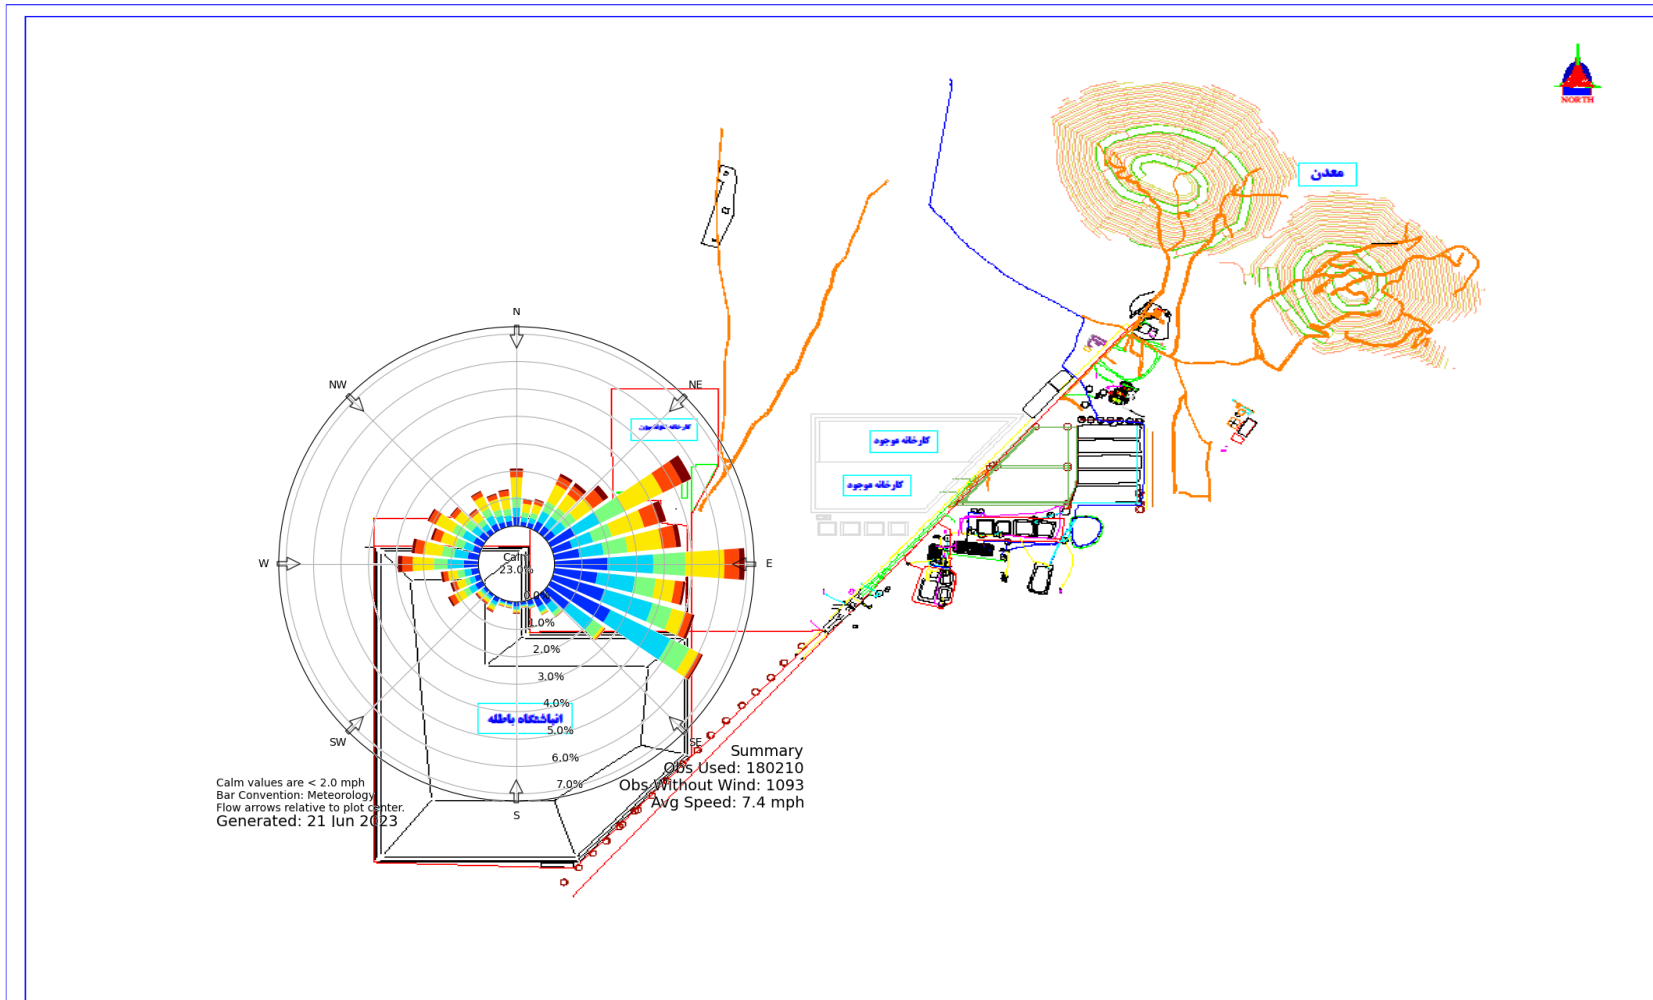 NORTH
معدن
N
NW
NE
کارخانه موجود
کارخانه موجود
W
E
Calm
23.0%
0.0%
1.0%
2.0%
3.0%
4.0%
5.0%
6.0%
7.0%
انباشتگاه باطله
SW
SE
S
Summary
Obs Used: 180210
Obs Without Wind: 1093
Avg Speed: 7.4 mph
Calm values are < 2.0 mph
Bar Convention: Meteorology
Flow arrows relative to plot center.
Generated: 21 Jun 2023